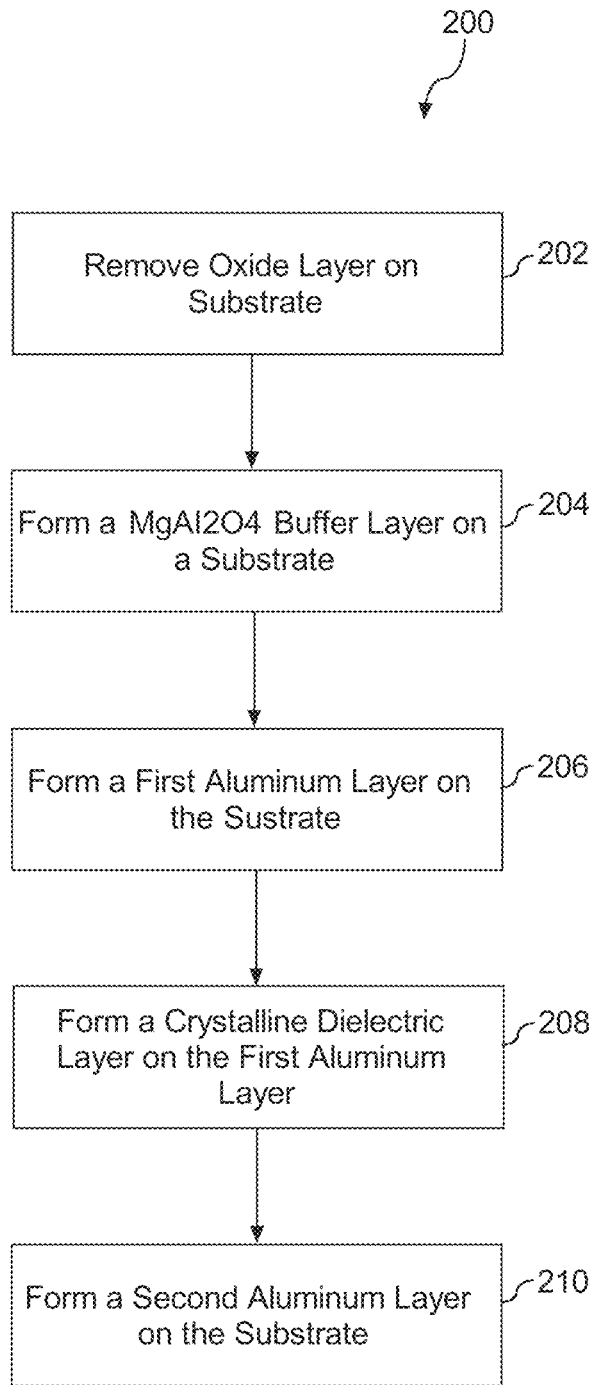 200
Remove Oxide Layer on
Substrate
202
Form a MgAl2O4 Buffer Layer on
a Substrate
204
Form a First Aluminum Layer on
the Sustrate
206
Form a Crystalline Dielectric
Layer on the First Aluminum
Layer
208
Form a Second Aluminum Layer
on the Substrate
210